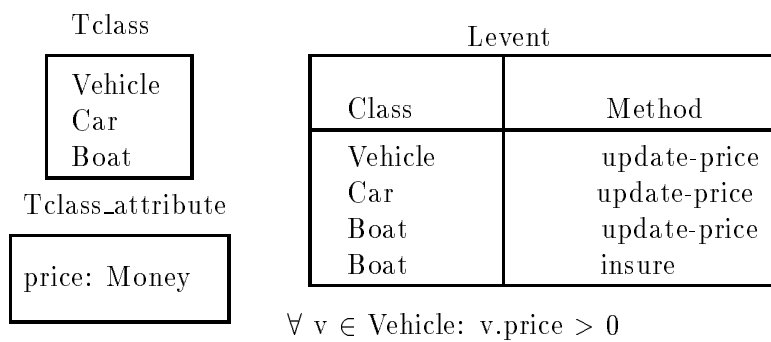 Tclass
Vehicle
Car
Boat
Tclass_attribute
price: Money
Levent
Class Method
Vehicle update-price
Car update-price
Boat update-price
Boat insure
∀ v ∈ Vehicle: v.price > 0